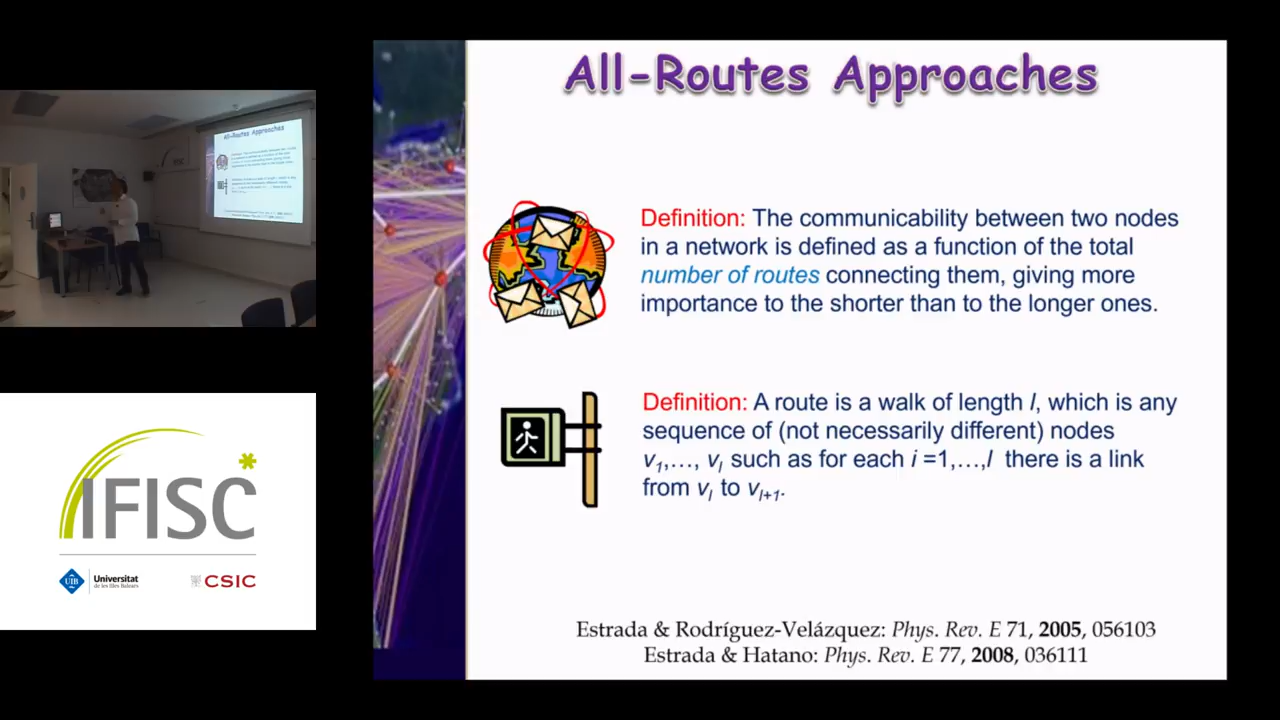 All-Routes Approaches
Definition: The communicability between two nodes
in a network is defined as a function of the total
number of routes connecting them, giving more
importance to the shorter than to the longer ones.
Definition: A route is a walk of length l, which is any
sequence of (not necessarily different) nodes
v1,…, vl such as for each i =1,…,l there is a link
from vl to vl+1.
Estrada & Rodríguez-Velázquez: Phys. Rev. E 71, 2005, 056103
Estrada & Hatano: Phys. Rev. E 77, 2008, 036111
All-Routes Approaches
IFISC
UIB
Universitat
de les Illes Balears
CSIC